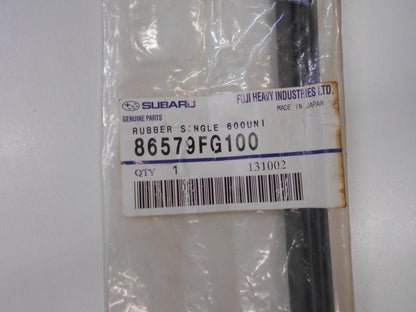 SUBARU FUJI HEAVY INDUSTRIES LTD.
GENUINE PARTS MADE IN JAPAN
RUBBER SINGLE 600UNI
86579FG100
QTY 1 131002